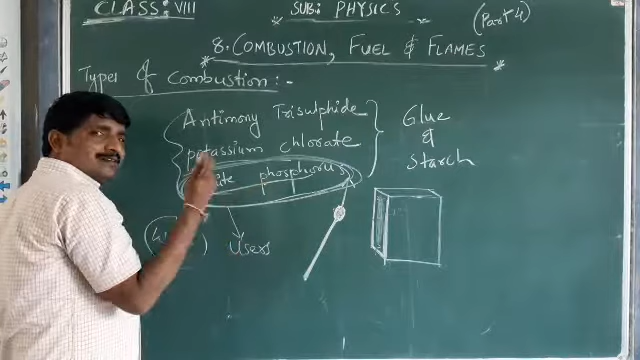 CLASS: VIII
SUB: PHYSICS
(Part 4)
8. COMBUSTION, FUEL & FLAMES
Types of Combustion :-
Antimony Trisulphide
potassium chlorate
phosphorus
Glue
&
Starch
Users